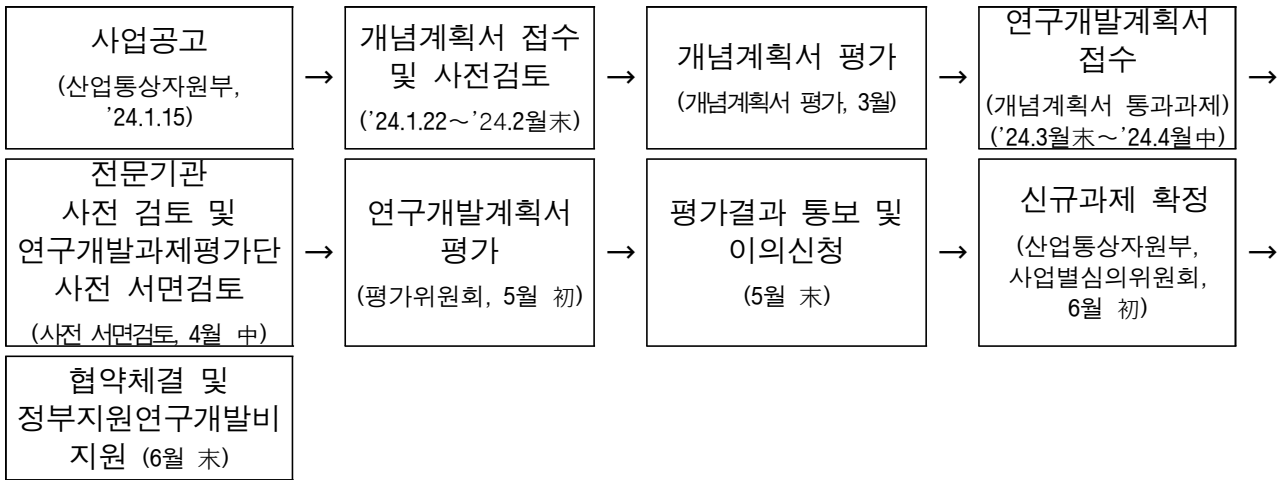 사업공고
(산업통상자원부,
’24.1.15)
→
개념계획서 접수
및 사전검토
(’24.1.22～’24.2월末)
→
개념계획서 평가
(개념계획서 평가, 3월)
→
연구개발계획서
접수
(개념계획서 통과과제)
(’24.3월末～’24.4월中)
→
전문기관
사전 검토 및
연구개발과제평가단
사전 서면검토
(사전 서면검토, 4월 中)
→
연구개발계획서
평가
(평가위원회, 5월 初)
→
평가결과 통보 및
이의신청
(5월 末)
→
신규과제 확정
(산업통상자원부,
사업별심의위원회,
6월 初)
→
협약체결 및
정부지원연구개발비
지원 (6월 末)